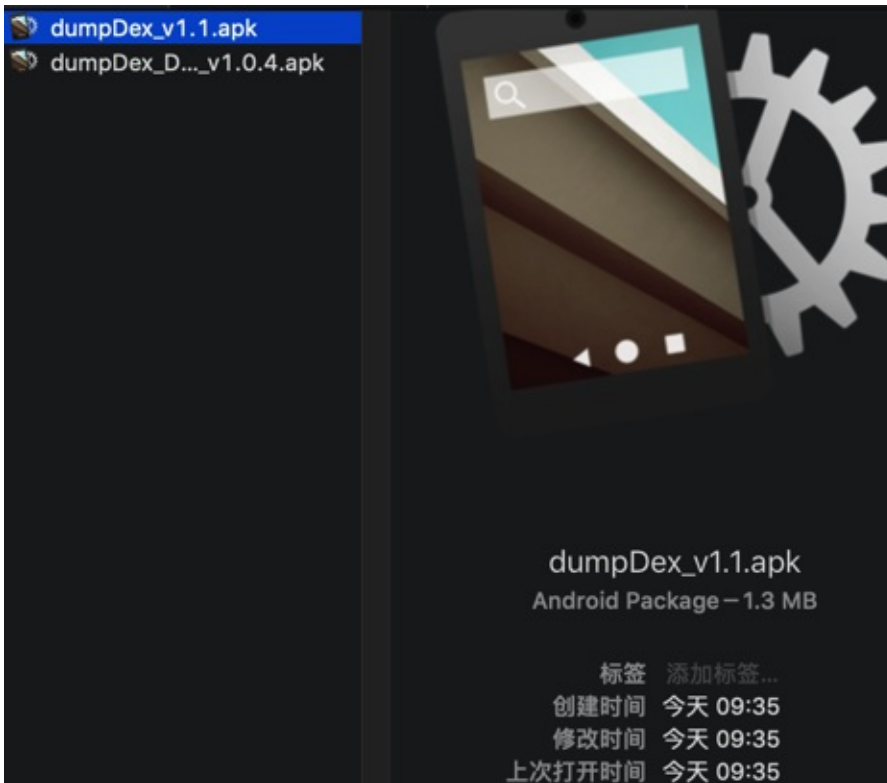 dumpDex_v1.1.apk
dumpDex_D..._v1.0.4.apk
dumpDex_v1.1.apk
Android Package — 1.3 MB
标签 添加标签...
创建时间 今天 09:35
修改时间 今天 09:35
上次打开时间 今天 09:35